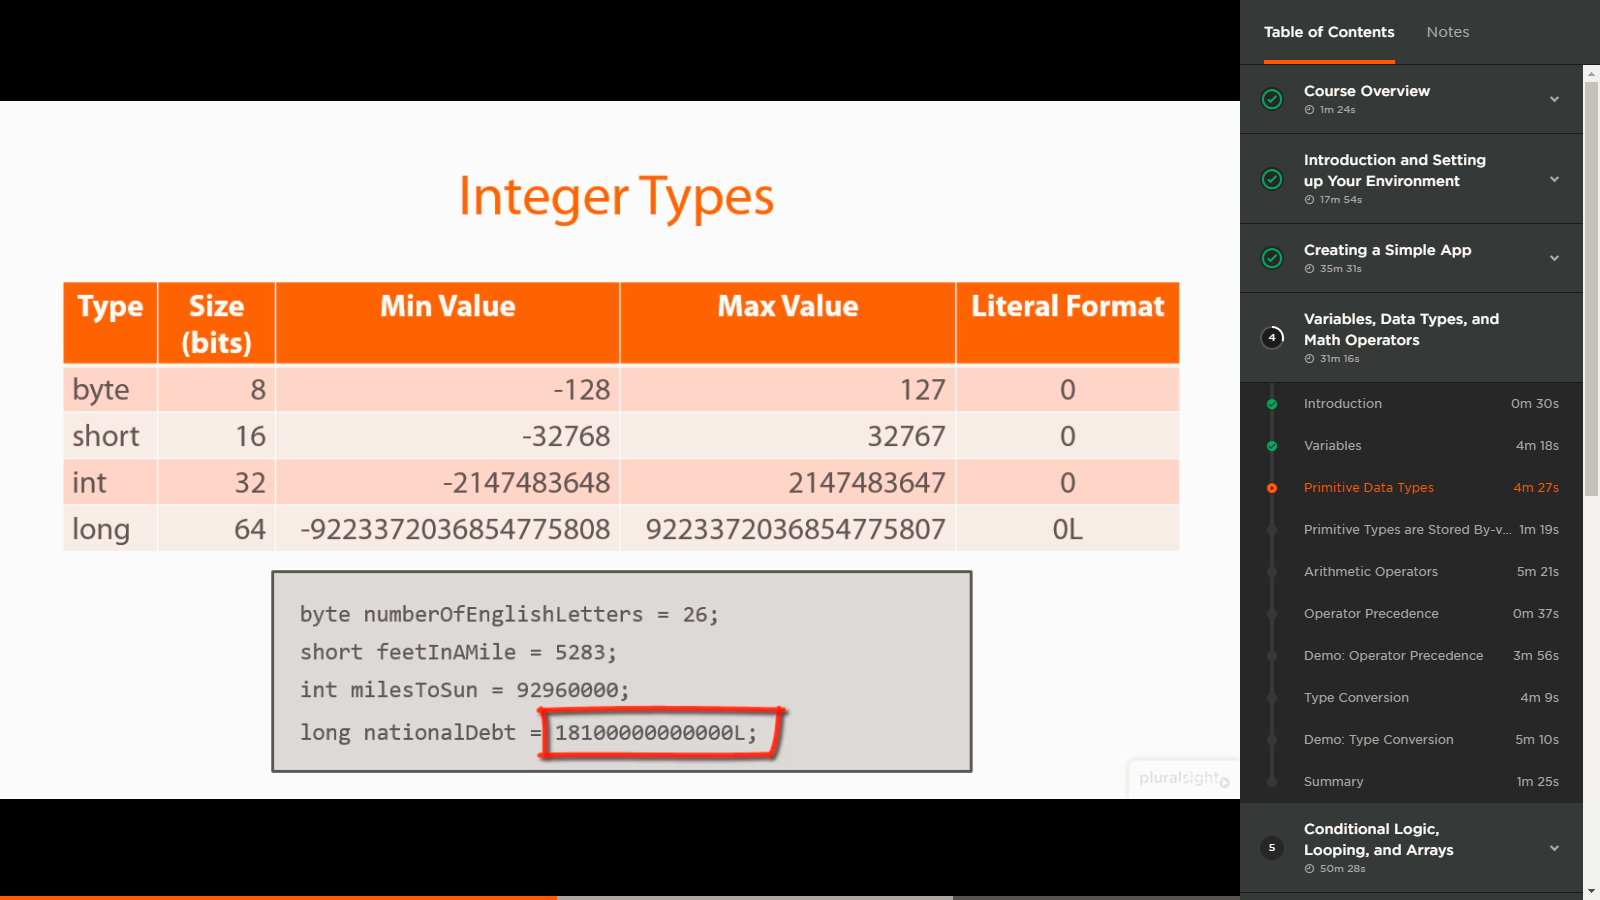 Integer Types
Type Size (bits) Min Value Max Value Literal Format
byte 8 -128 127 0
short 16 -32768 32767 0
int 32 -2147483648 2147483647 0
long 64 -9223372036854775808 9223372036854775807 0L
byte numberOfEnglishLetters = 26;
short feetInAMile = 5283;
int milesToSun = 92960000;
long nationalDebt = 18100000000000L;
pluralsight
Table of Contents Notes
Course Overview
1m 24s
Introduction and Setting
up Your Environment
17m 54s
Creating a Simple App
35m 31s
4
Variables, Data Types, and
Math Operators
31m 16s
Introduction 0m 30s
Variables 4m 18s
Primitive Data Types 4m 27s
Primitive Types are Stored By-v... 1m 19s
Arithmetic Operators 5m 21s
Operator Precedence 0m 37s
Demo: Operator Precedence 3m 56s
Type Conversion 4m 9s
Demo: Type Conversion 5m 10s
Summary 1m 25s
5
Conditional Logic,
Looping, and Arrays
50m 28s